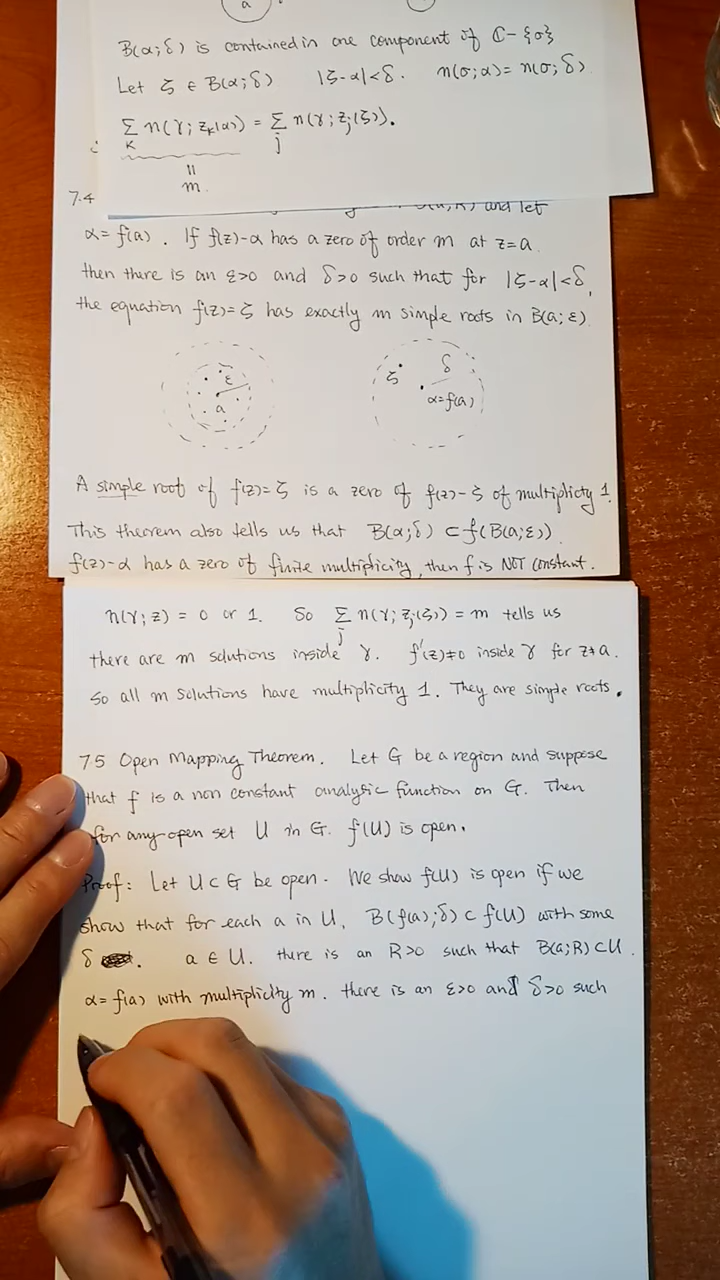 a
B(α;δ) is contained in one component of ℂ-{σ}
Let ζ ∈ B(α;δ) |ζ-α|<δ. n(σ;α)= n(σ;δ)
∑ n(γ; z_k(α)) = ∑ n(γ; z_j(ζ)).
k j
||
m
7.4 and let
α= f(a). If f(z)-α has a zero of order m at z=a
then there is an ε>0 and δ>0 such that for |ζ-α|<δ,
the equation f(z)=ζ has exactly m simple roots in B(a;ε).
ε
a
ζ δ
α=f(a)
A simple root of f(z)=ζ is a zero of f(z)-ζ of multiplicty 1.
This theorem also tells us that B(α;δ) ⊂ f(B(a;ε))
f(z)-α has a zero of finite multiplicity, then f is NOT constant.
n(γ;z) = 0 or 1. So ∑ n(γ; z_j(ζ)) = m tells us
j
there are m solutions inside γ. f'(z)≠0 inside γ for z≠a.
So all m solutions have multiplicity 1. They are simple roots.
7.5 Open Mapping Theorem. Let G be a region and suppose
that f is a non constant analytic function on G. Then
for any open set U in G. f(U) is open.
Proof: Let U⊂G be open. We show f(U) is open if we
show that for each a in U, B(f(a);δ) ⊂ f(U) with some
δ . a ∈ U. there is an R>0 such that B(a;R)⊂U.
α= f(a) with multiplicity m. there is an ε>0 and δ>0 such